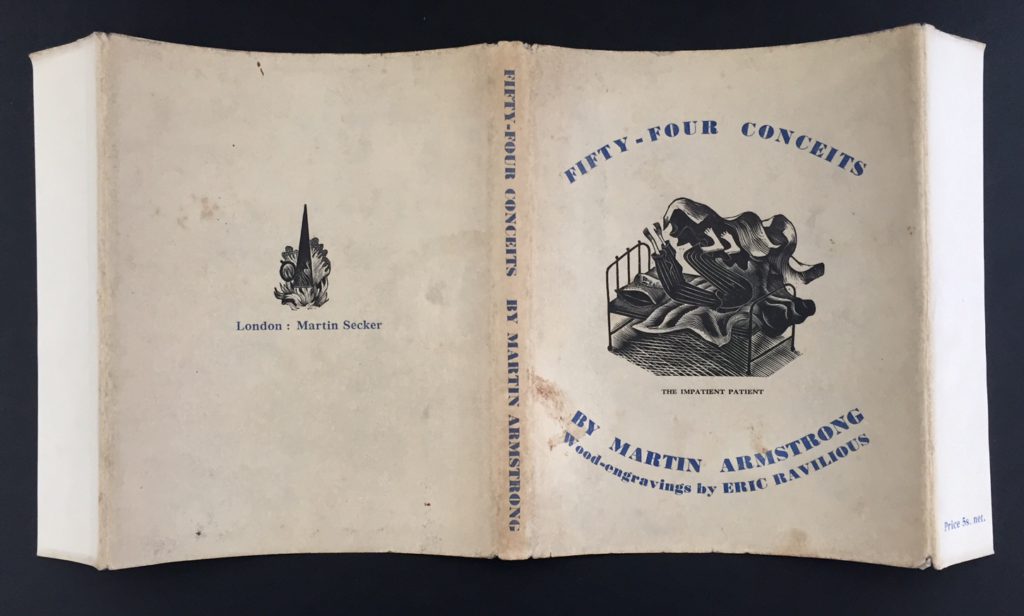 London : Martin Secker
FIFTY-FOUR CONCEITS BY MARTIN ARMSTRONG
FIFTY-FOUR CONCEITS
THE IMPATIENT PATIENT
BY MARTIN ARMSTRONG
Wood-engravings by ERIC RAVILIOUS
Price 5s. net.